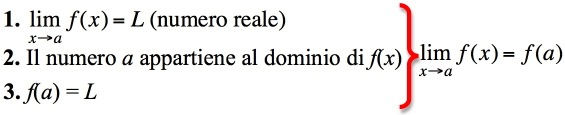 1. lim f(x) = L (numero reale)
x→a
2. Il numero a appartiene al dominio di f(x)
3. f(a) = L
lim f(x) = f(a)
x→a